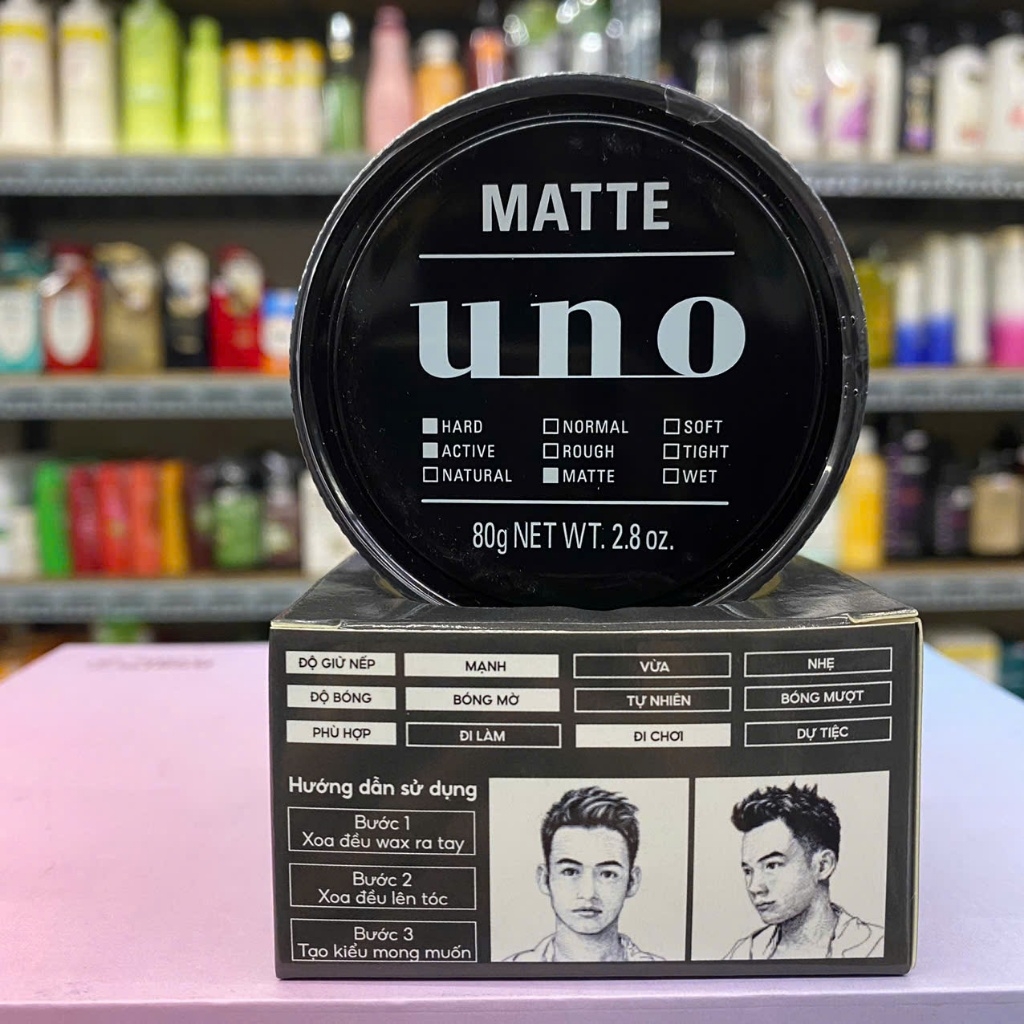 MATTE
uno
■ HARD □ NORMAL □ SOFT
■ ACTIVE □ ROUGH □ TIGHT
□ NATURAL ■ MATTE □ WET
80g NET WT. 2.8 oz.
ĐỘ GIỮ NẾP MẠNH VỪA NHẸ
ĐỘ BÓNG BÓNG MỜ TỰ NHIÊN BÓNG MƯỢT
PHÙ HỢP ĐI LÀM ĐI CHƠI DỰ TIỆC
Hướng dẫn sử dụng
Bước 1
Xoa đều wax ra tay
Bước 2
Xoa đều lên tóc
Bước 3
Tạo kiểu mong muốn